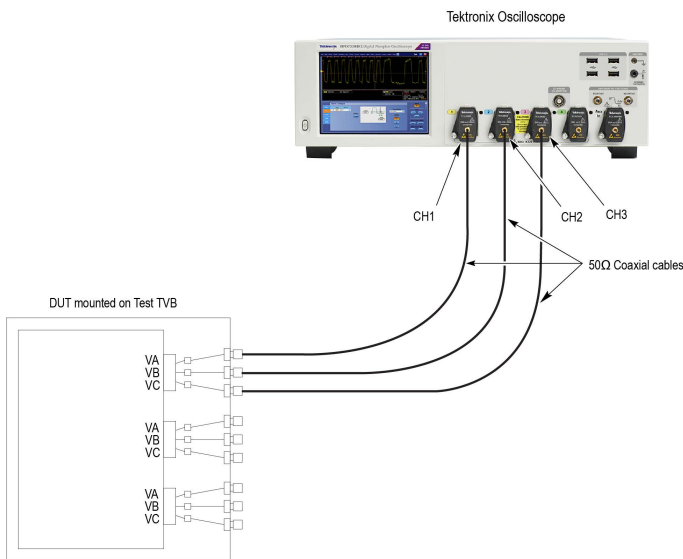 Tektronix Oscilloscope
Tektronix
CH1
CH2
CH3
50Ω Coaxial cables
DUT mounted on Test TVB
VA
VB
VC
VA
VB
VC
VA
VB
VC